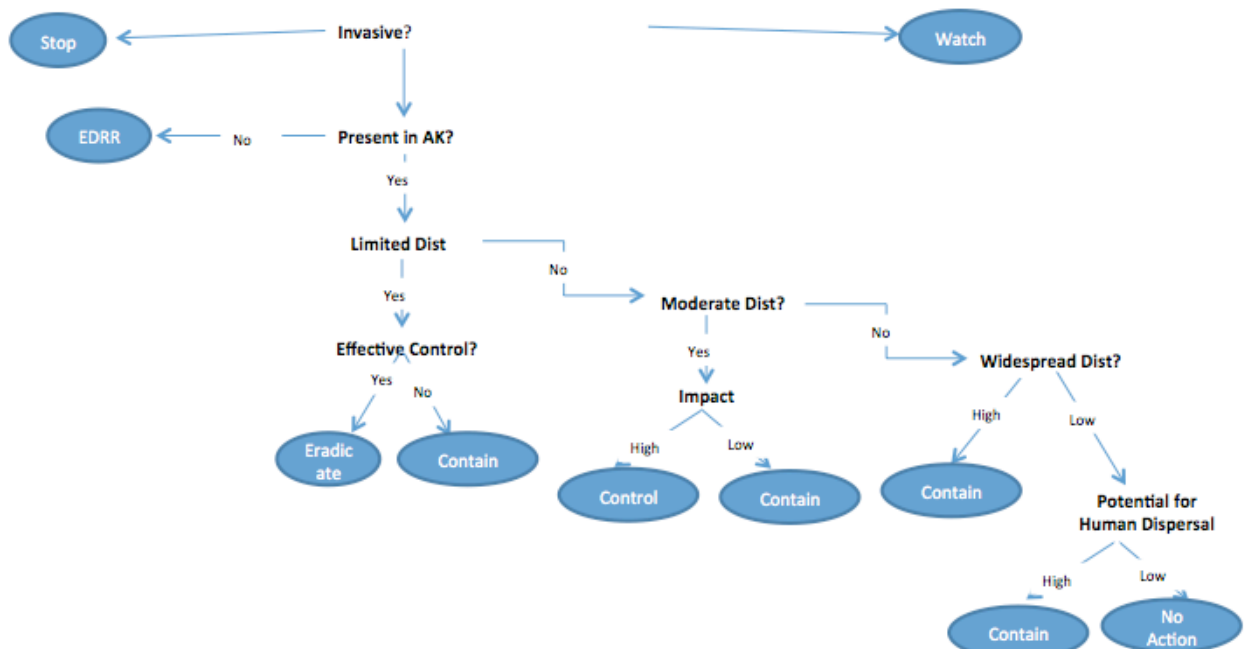 Invasive?
Stop
Watch
EDRR
No
Present in AK?
Yes
Limited Dist
No
Yes
Moderate Dist?
No
Effective Control?
Yes
Widespread Dist?
Yes
No
Impact
High
Low
High
Low
Eradic
ate
Contain
Control
Contain
Contain
Potential for
Human Dispersal
High
Low
Contain
No
Action